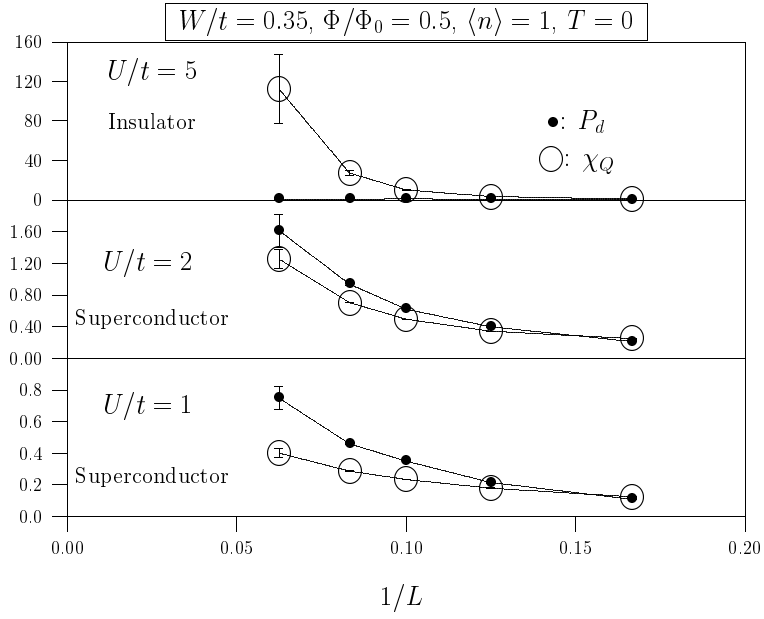 W/t = 0.35, Φ/Φ₀ = 0.5, ⟨n⟩ = 1, T = 0
160
120
80
40
0
U/t = 5
Insulator
●: P_d
○: χ_Q
1.60
1.20
0.80
0.40
0.00
U/t = 2
Superconductor
0.8
0.6
0.4
0.2
0.0
U/t = 1
Superconductor
0.00 0.05 0.10 0.15 0.20
1/L